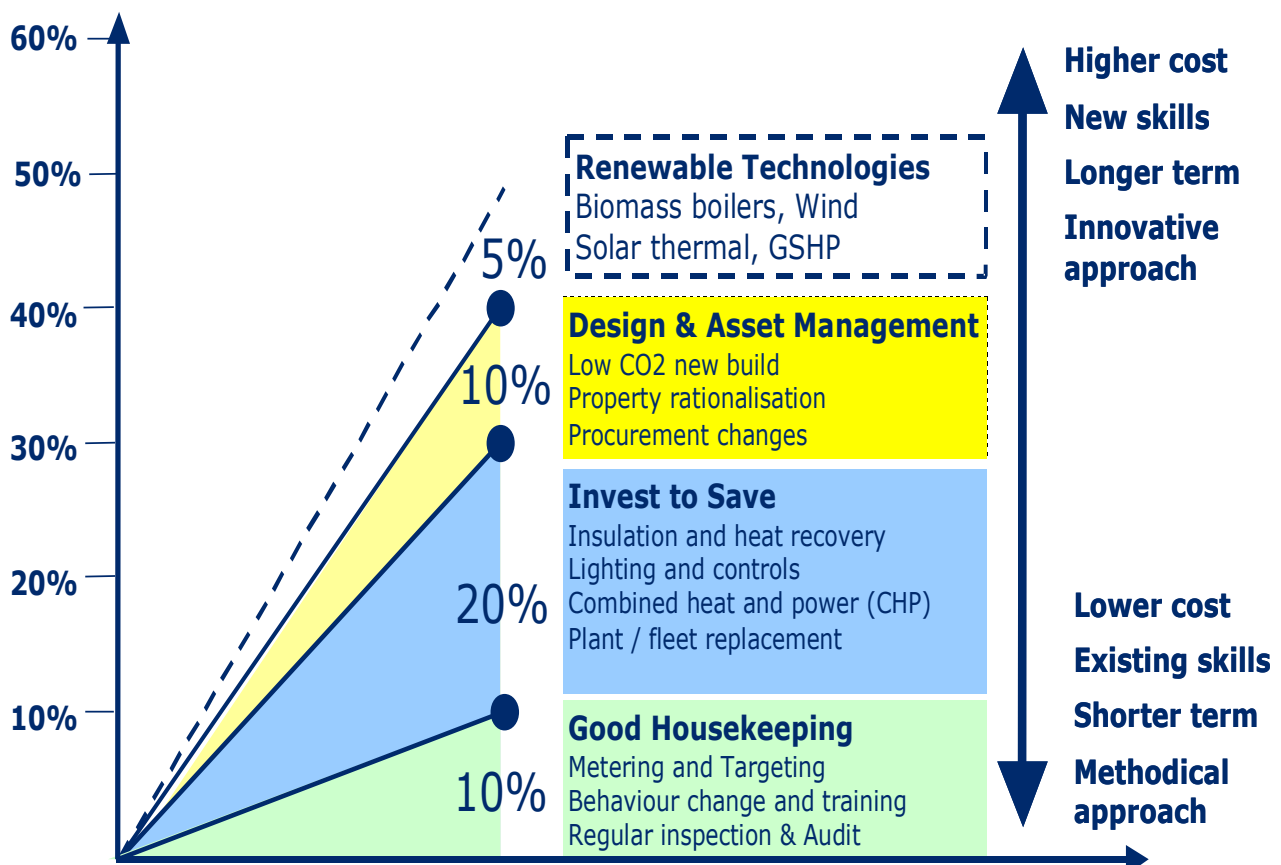 60%
50%
40%
30%
20%
10%
5%
10%
20%
10%
Renewable Technologies
Biomass boilers, Wind
Solar thermal, GSHP
Design & Asset Management
Low CO2 new build
Property rationalisation
Procurement changes
Invest to Save
Insulation and heat recovery
Lighting and controls
Combined heat and power (CHP)
Plant / fleet replacement
Good Housekeeping
Metering and Targeting
Behaviour change and training
Regular inspection & Audit
Higher cost
New skills
Longer term
Innovative
approach
Lower cost
Existing skills
Shorter term
Methodical
approach